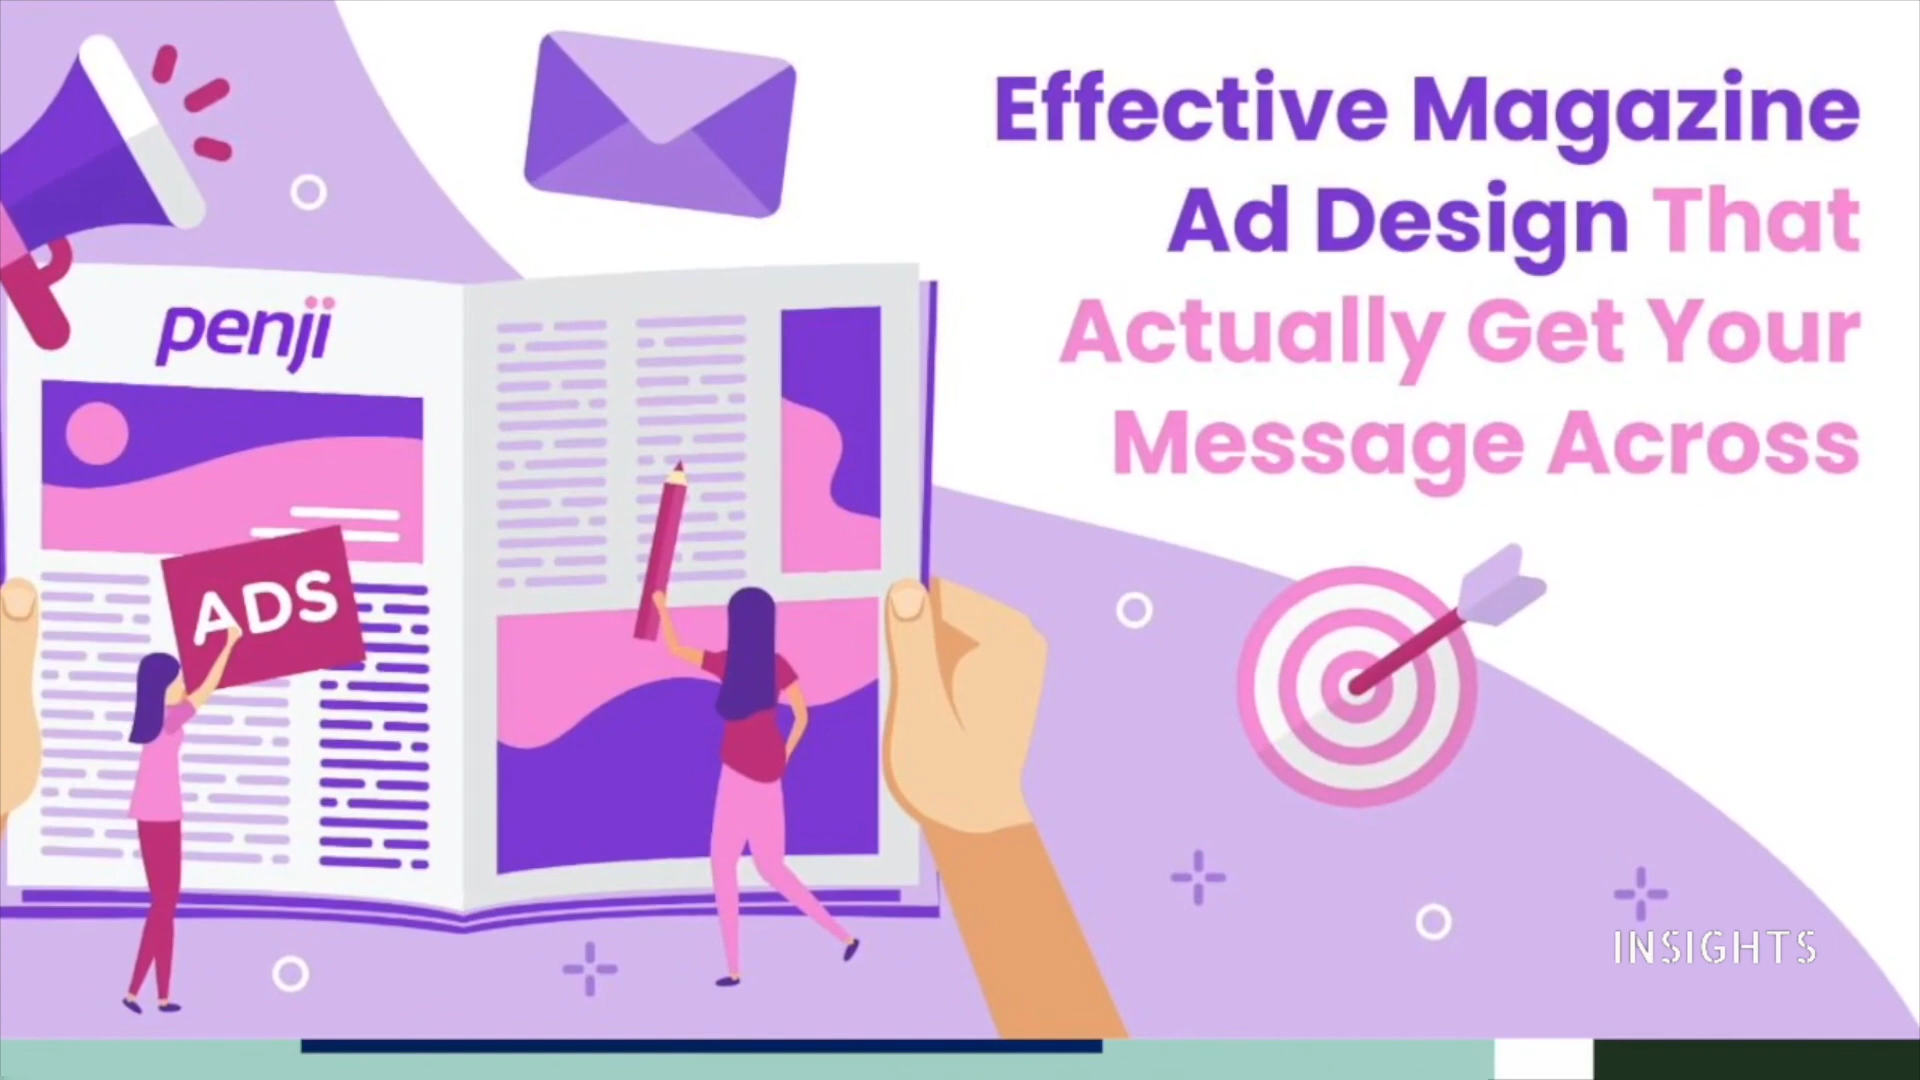 Effective Magazine
Ad Design That
Actually Get Your
Message Across
penji
ADS
INSIGHTS